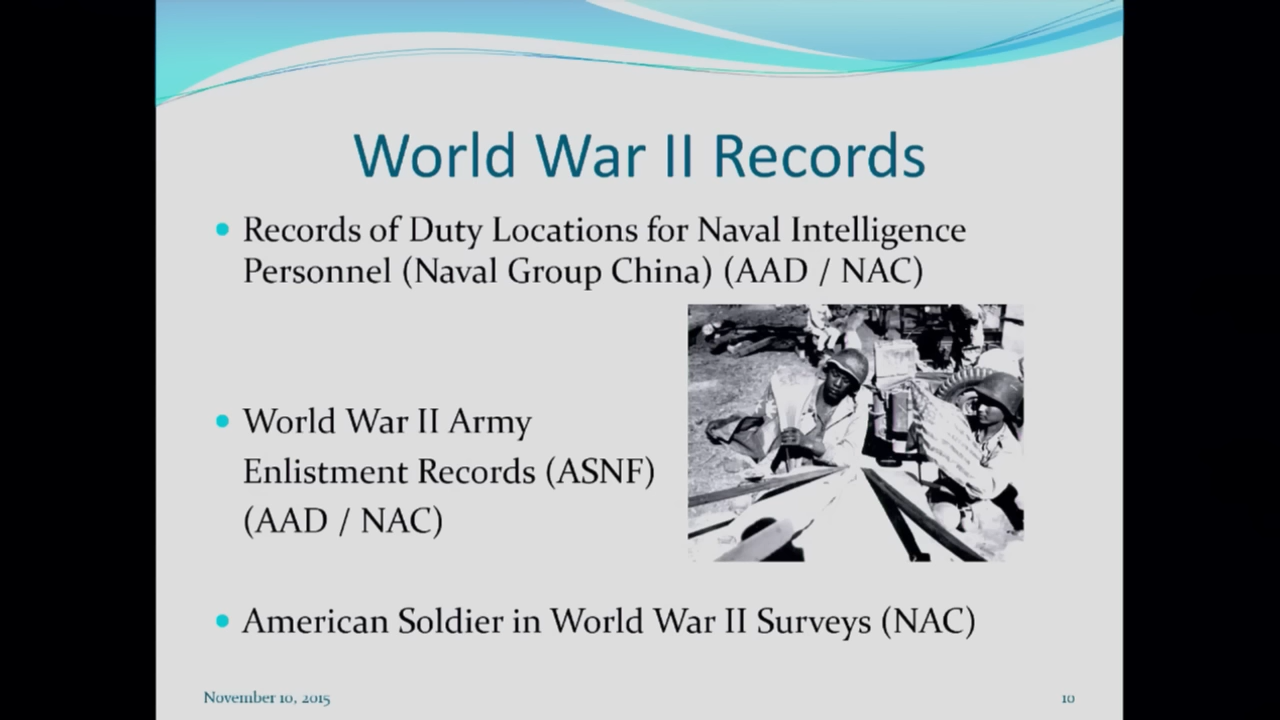 World War II Records
Records of Duty Locations for Naval Intelligence
Personnel (Naval Group China) (AAD / NAC)
World War II Army
Enlistment Records (ASNF)
(AAD / NAC)
American Soldier in World War II Surveys (NAC)
November 10, 2015
10